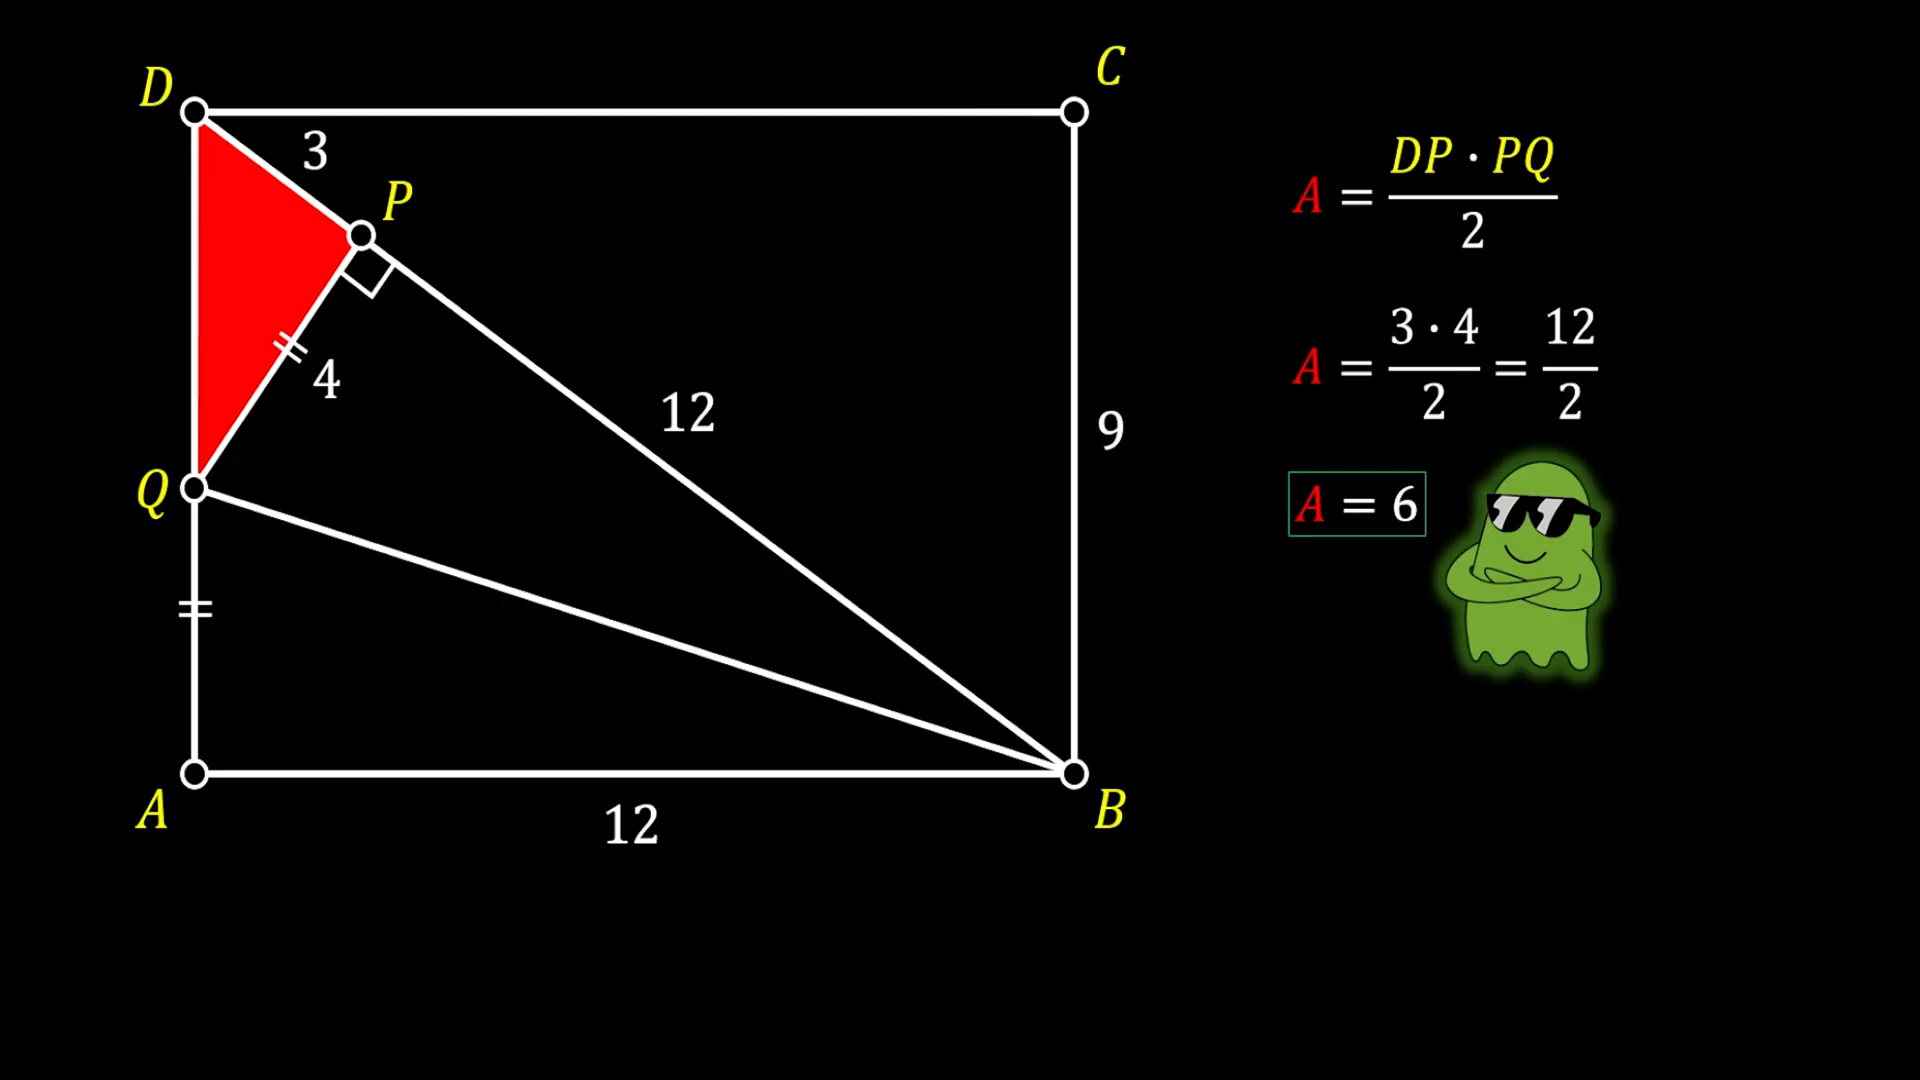 D
C
3
P
A = DP · PQ / 2
4
12
9
A = 3 · 4 / 2 = 12 / 2
Q
A = 6
A
B
12